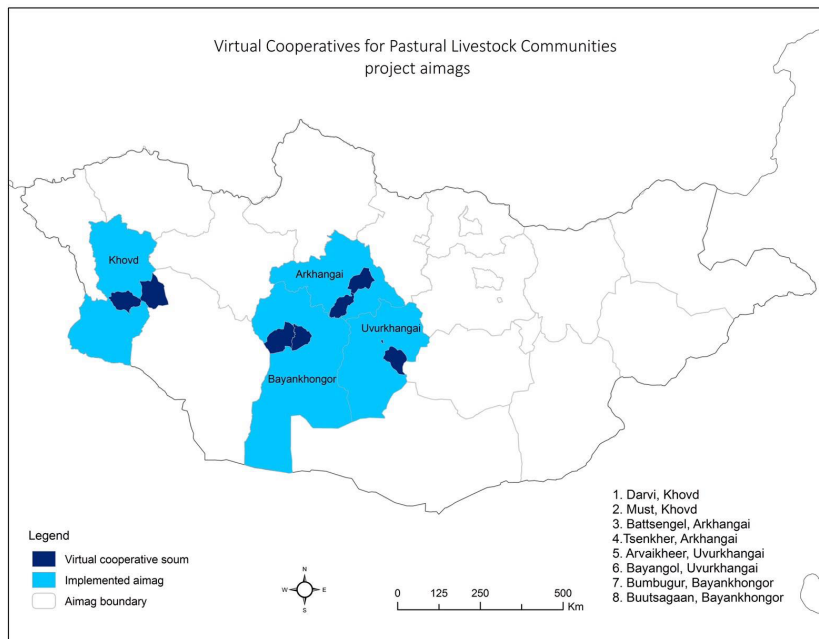 Virtual Cooperatives for Pastural Livestock Communities
project aimags
Khovd
Arkhangai
Uvurkhangai
Bayankhongor
Legend
Virtual cooperative soum
Implemented aimag
Aimag boundary
N
W E
S
0 125 250 500
Km
1. Darvi, Khovd
2. Must, Khovd
3. Battsengel, Arkhangai
4.Tsenkher, Arkhangai
5. Arvaikheer, Uvurkhangai
6. Bayangol, Uvurkhangai
7. Bumbugur, Bayankhongor
8. Buutsagaan, Bayankhongor